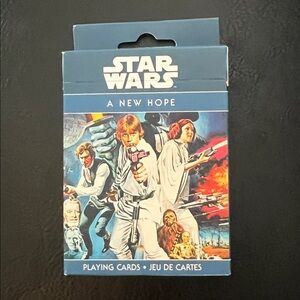 STAR
WARS
A NEW HOPE
PLAYING CARDS • JEU DE CARTES